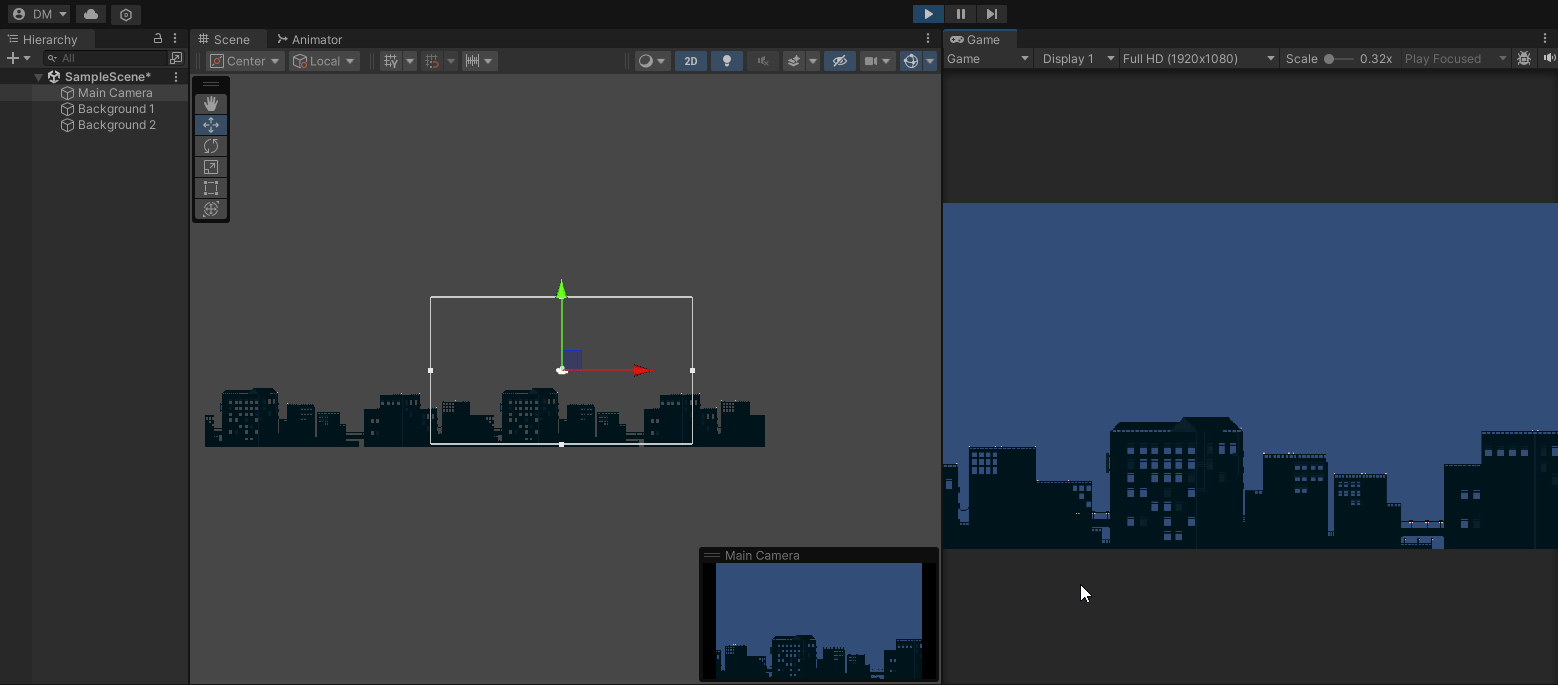 DM
Hierarchy
All
SampleScene*
Main Camera
Background 1
Background 2
Scene
Animator
Center
Local
2D
Main Camera
Game
Game
Display 1
Full HD (1920x1080)
Scale
0.32x
Play Focused